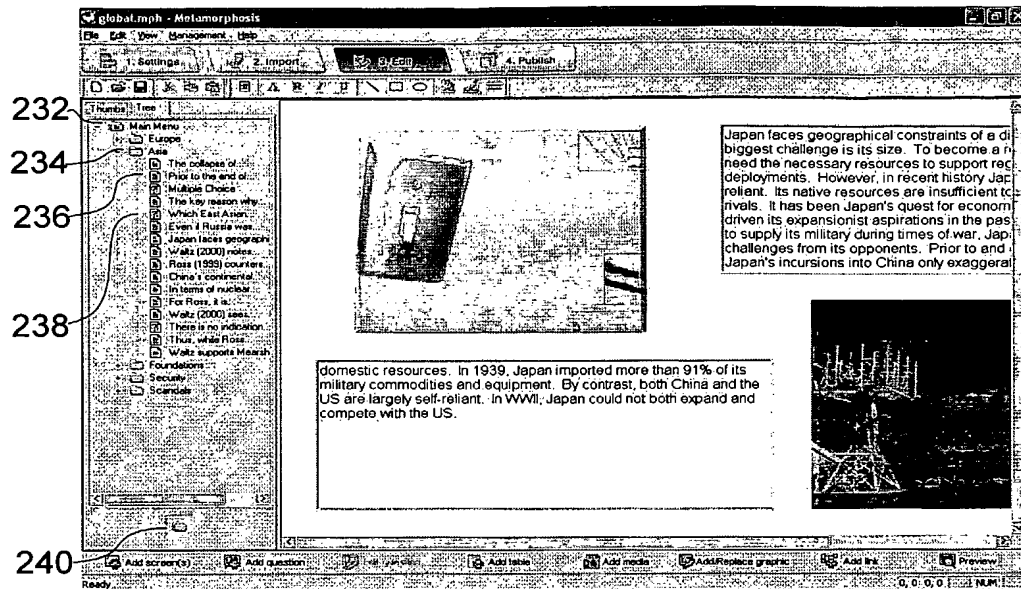 global.mph - Metamorphosis
File Edit View Management Help
1. Settings 2. Import 3. Edit 4. Publish
Thumbs Tree
232
Main Menu
Europe
234
Asia
The collapse of...
Prior to the end of...
236
Multiple Choice
The key reason why...
Which East Asian...
238
Even if Russia was...
Japan faces geographi
Waltz (2000) notes...
Ross (1999) counters...
China's continental...
In terms of nuclear...
For Ross, it is...
Waltz (2000) sees...
There is no indication...
Thus, while Ross...
Waltz supports Mearsh
Foundations
Security
Scandals
240
Japan faces geographical constraints of a di
biggest challenge is its size. To become a
need the necessary resources to support reg
deployments. However, in recent history Jap
reliant. Its native resources are insufficient to
rivals. It has been Japan's quest for econom
driven its expansionist aspirations in the pas
to supply its military during times of war, Jap
challenges from its opponents. Prior to and
Japan's incursions into China only exaggerat
domestic resources. In 1939, Japan imported more than 91% of its
military commodities and equipment. By contrast, both China and the
US are largely self-reliant. In WWII, Japan could not both expand and
compete with the US.
Add screen(s) Add question Add table Add media Add/Replace graphic Add link Preview
Ready 0, 0, 0, 0 NUM